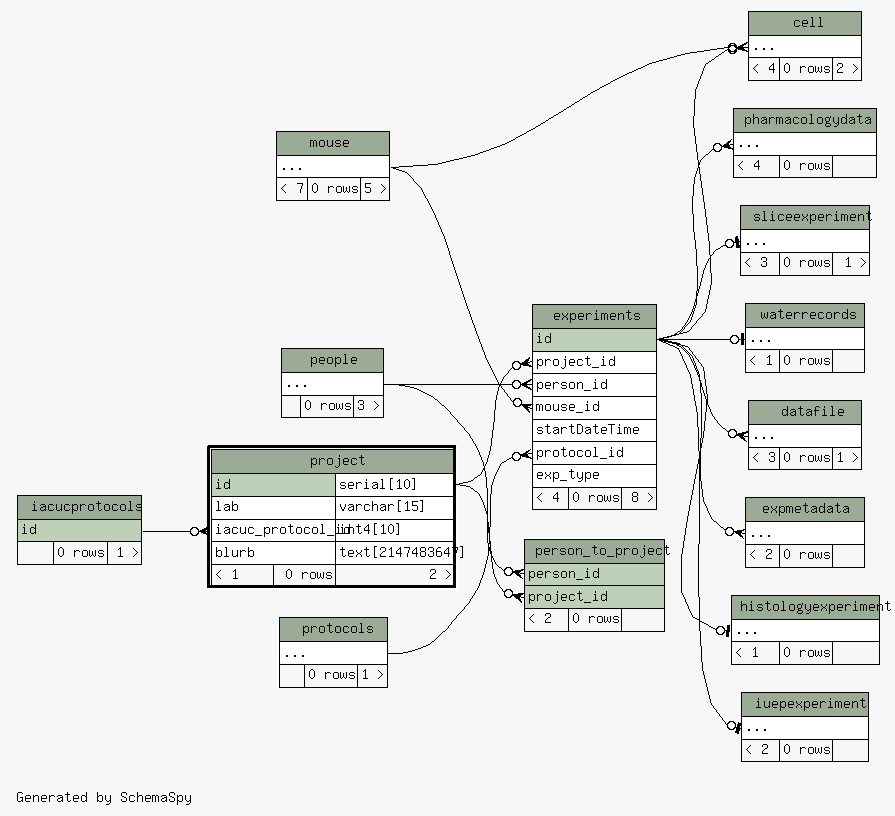 cell
...
< 4 0 rows 2 >
pharmacologydata
...
< 4 0 rows
mouse
...
< 7 0 rows 5 >
sliceexperiment
...
< 3 0 rows 1 >
experiments
id
project_id
person_id
mouse_id
startDateTime
protocol_id
exp_type
< 4 0 rows 8 >
waterrecords
...
< 1 0 rows
people
...
0 rows 3 >
datafile
...
< 3 0 rows 1 >
project
id serial[10]
lab varchar[15]
iacuc_protocol_id int4[10]
blurb text[2147483647]
< 1 0 rows 2 >
iacucprotocols
id
0 rows 1 >
expmetadata
...
< 2 0 rows
person_to_project
person_id
project_id
< 2 0 rows
histologyexperiment
...
< 1 0 rows
protocols
...
0 rows 1 >
iuepexperiment
...
< 2 0 rows
Generated by SchemaSpy